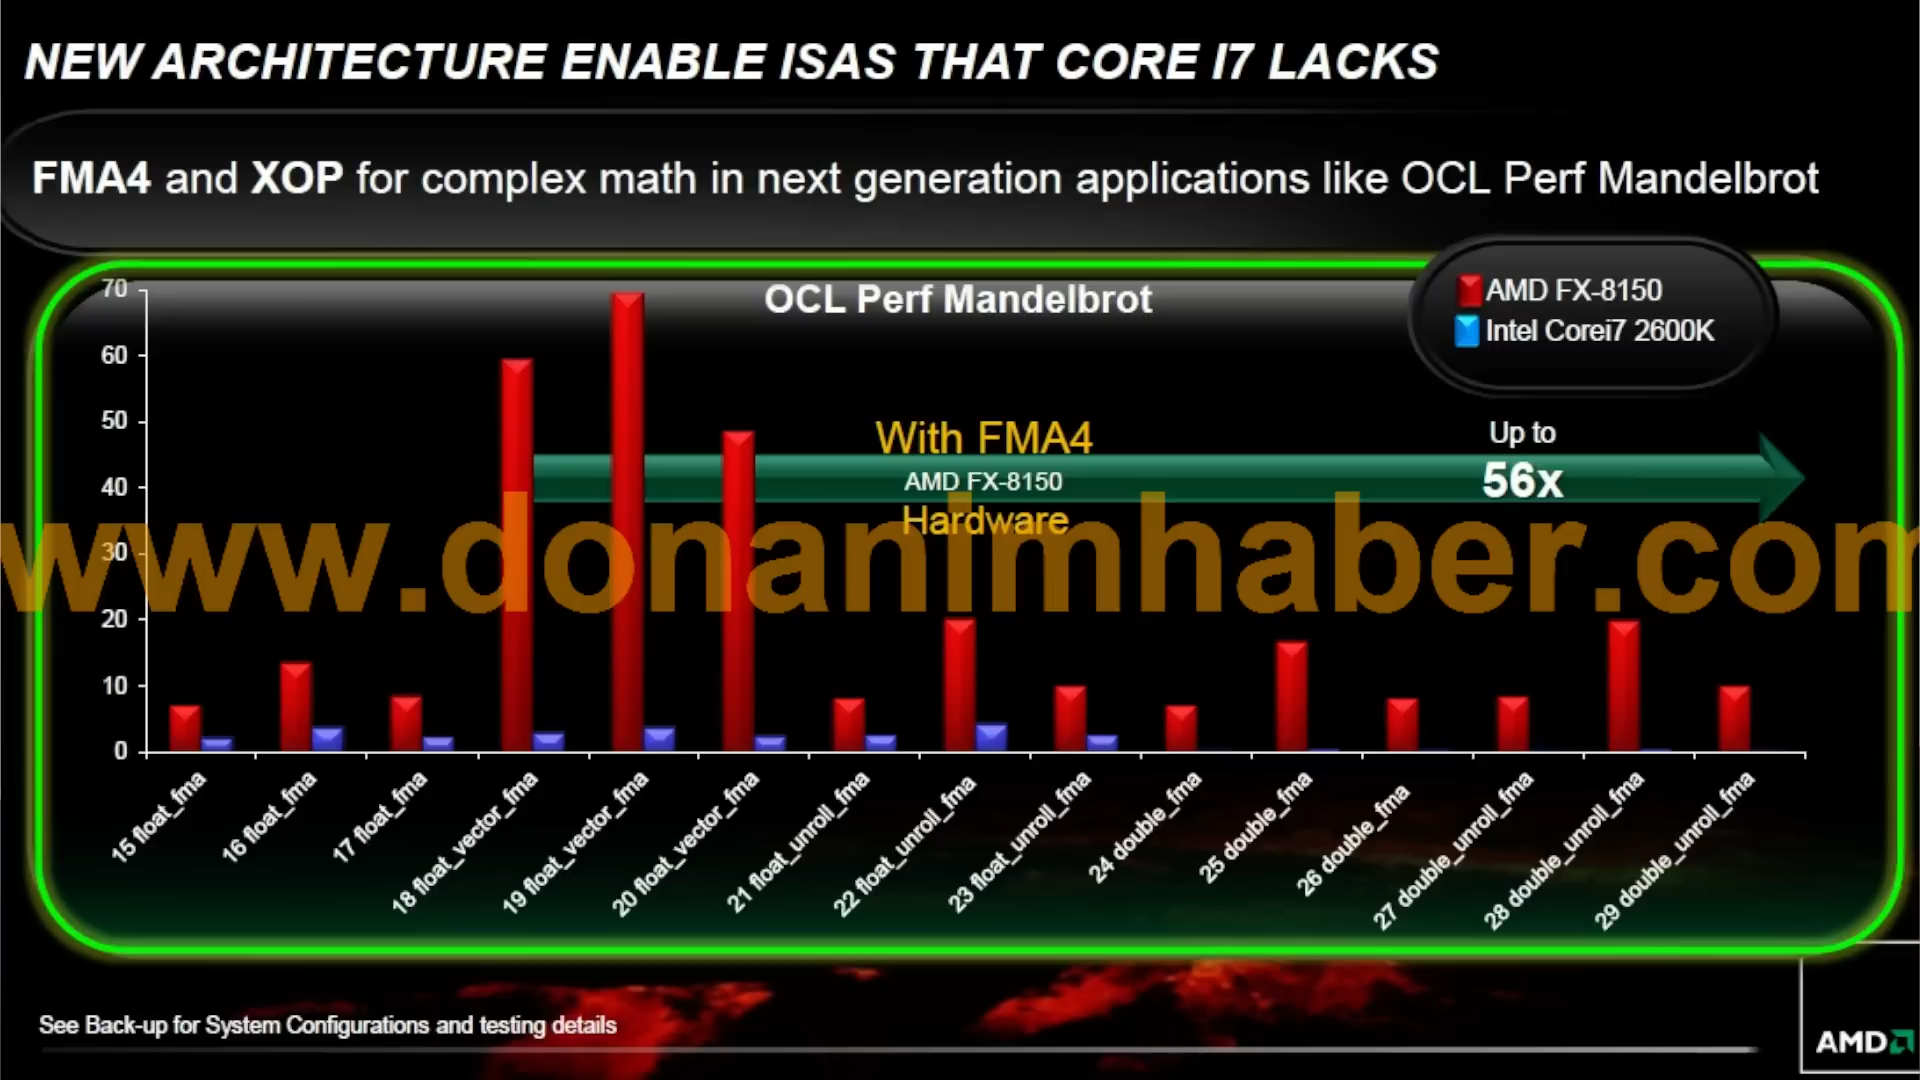 NEW ARCHITECTURE ENABLE ISAS THAT CORE I7 LACKS
FMA4 and XOP for complex math in next generation applications like OCL Perf Mandelbrot
OCL Perf Mandelbrot
AMD FX-8150
Intel Corei7 2600K
70
60
50
40
30
20
10
0
With FMA4
AMD FX-8150
Hardware
Up to
56x
www.donanimhaber.com
15 float_fma
16 float_fma
17 float_fma
18 float_vector_fma
19 float_vector_fma
20 float_vector_fma
21 float_unroll_fma
22 float_unroll_fma
23 float_unroll_fma
24 double_fma
25 double_fma
26 double_fma
27 double_unroll_fma
28 double_unroll_fma
29 double_unroll_fma
See Back-up for System Configurations and testing details
AMD